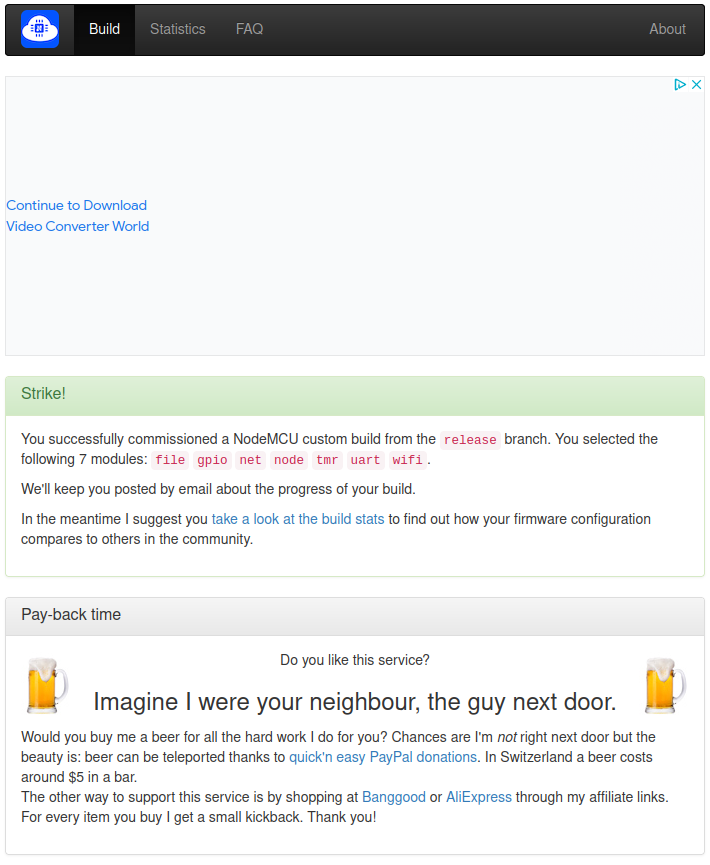 Build Statistics FAQ About
Continue to Download
Video Converter World
Strike!
You successfully commissioned a NodeMCU custom build from the release branch. You selected the
following 7 modules: file gpio net node tmr uart wifi.
We'll keep you posted by email about the progress of your build.
In the meantime I suggest you take a look at the build stats to find out how your firmware configuration
compares to others in the community.
Pay-back time
Do you like this service?
Imagine I were your neighbour, the guy next door.
Would you buy me a beer for all the hard work I do for you? Chances are I'm not right next door but the
beauty is: beer can be teleported thanks to quick'n easy PayPal donations. In Switzerland a beer costs
around $5 in a bar.
The other way to support this service is by shopping at Banggood or AliExpress through my affiliate links.
For every item you buy I get a small kickback. Thank you!